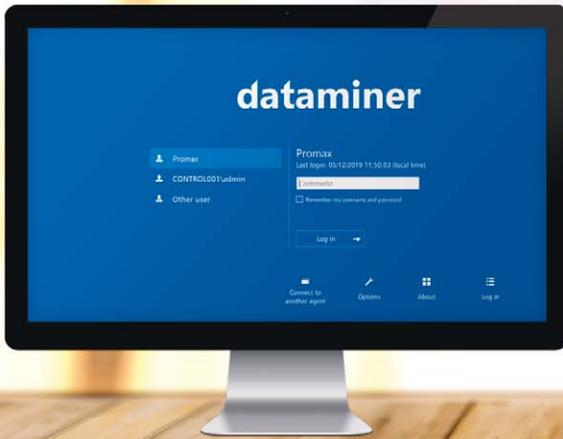 dataminer
Promax
CONTROL001\admin
Other user
Promax
Last login: 05/12/2019 11:50:03 (local time)
Contraseña
Remember my username and password
Log in
Connect to
another agent
Options
About
Log in